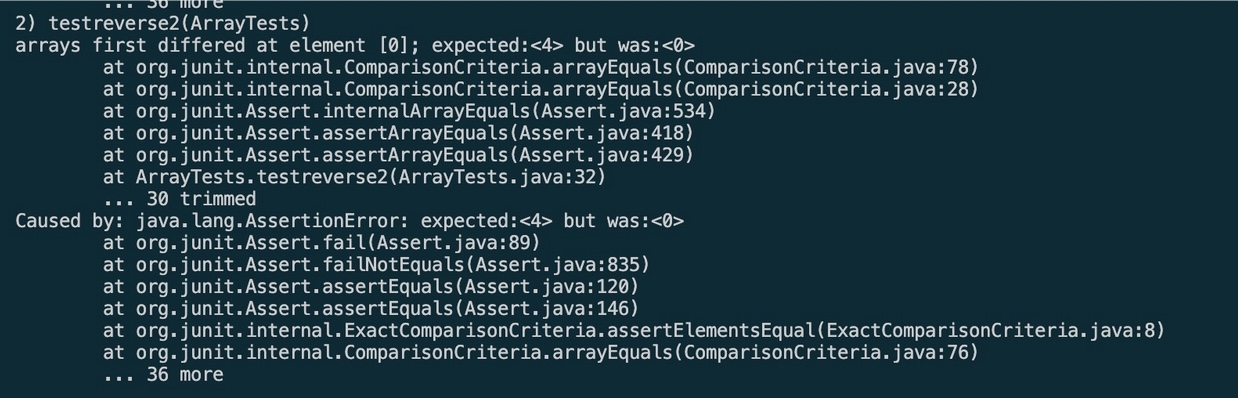 ... 36 more
2) testreverse2(ArrayTests)
arrays first differed at element [0]; expected:<4> but was:<0>
at org.junit.internal.ComparisonCriteria.arrayEquals(ComparisonCriteria.java:78)
at org.junit.internal.ComparisonCriteria.arrayEquals(ComparisonCriteria.java:28)
at org.junit.Assert.internalArrayEquals(Assert.java:534)
at org.junit.Assert.assertArrayEquals(Assert.java:418)
at org.junit.Assert.assertArrayEquals(Assert.java:429)
at ArrayTests.testreverse2(ArrayTests.java:32)
... 30 trimmed
Caused by: java.lang.AssertionError: expected:<4> but was:<0>
at org.junit.Assert.fail(Assert.java:89)
at org.junit.Assert.failNotEquals(Assert.java:835)
at org.junit.Assert.assertEquals(Assert.java:120)
at org.junit.Assert.assertEquals(Assert.java:146)
at org.junit.internal.ExactComparisonCriteria.assertElementsEqual(ExactComparisonCriteria.java:8)
at org.junit.internal.ComparisonCriteria.arrayEquals(ComparisonCriteria.java:76)
... 36 more